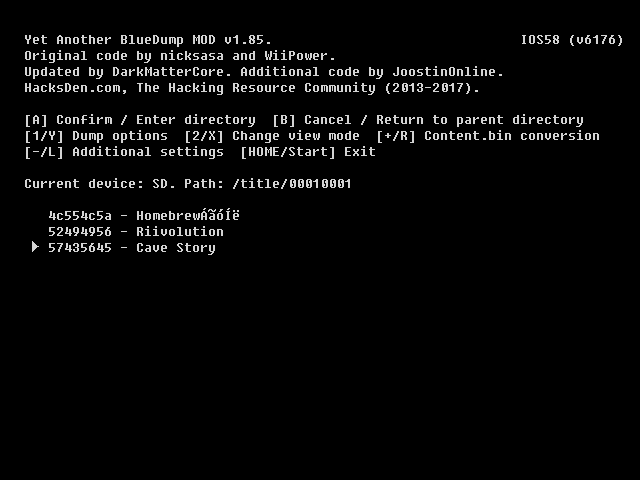 Yet Another BlueDump MOD v1.85. IOS58 (v6176)
Original code by nicksasa and WiiPower.
Updated by DarkMatterCore. Additional code by JoostinOnline.
HacksDen.com, The Hacking Resource Community (2013-2017).
[A] Confirm / Enter directory [B] Cancel / Return to parent directory
[1/Y] Dump options [2/X] Change view mode [+/R] Content.bin conversion
[-/L] Additional settings [HOME/Start] Exit
Current device: SD. Path: /title/00010001
4c554c5a - HomebrewÁãóÍë
52494956 - Riivolution
57435645 - Cave Story